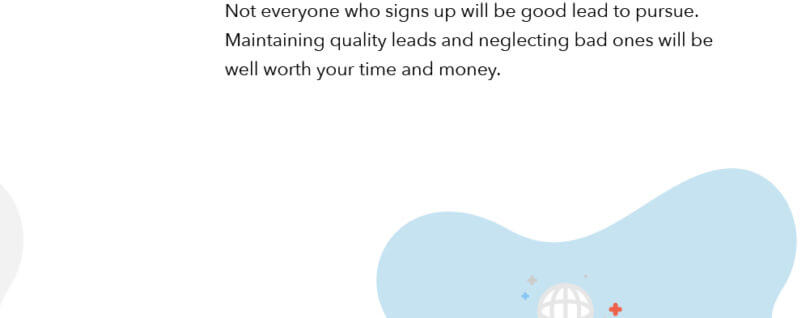 Not everyone who signs up will be good lead to pursue.
Maintaining quality leads and neglecting bad ones will be
well worth your time and money.